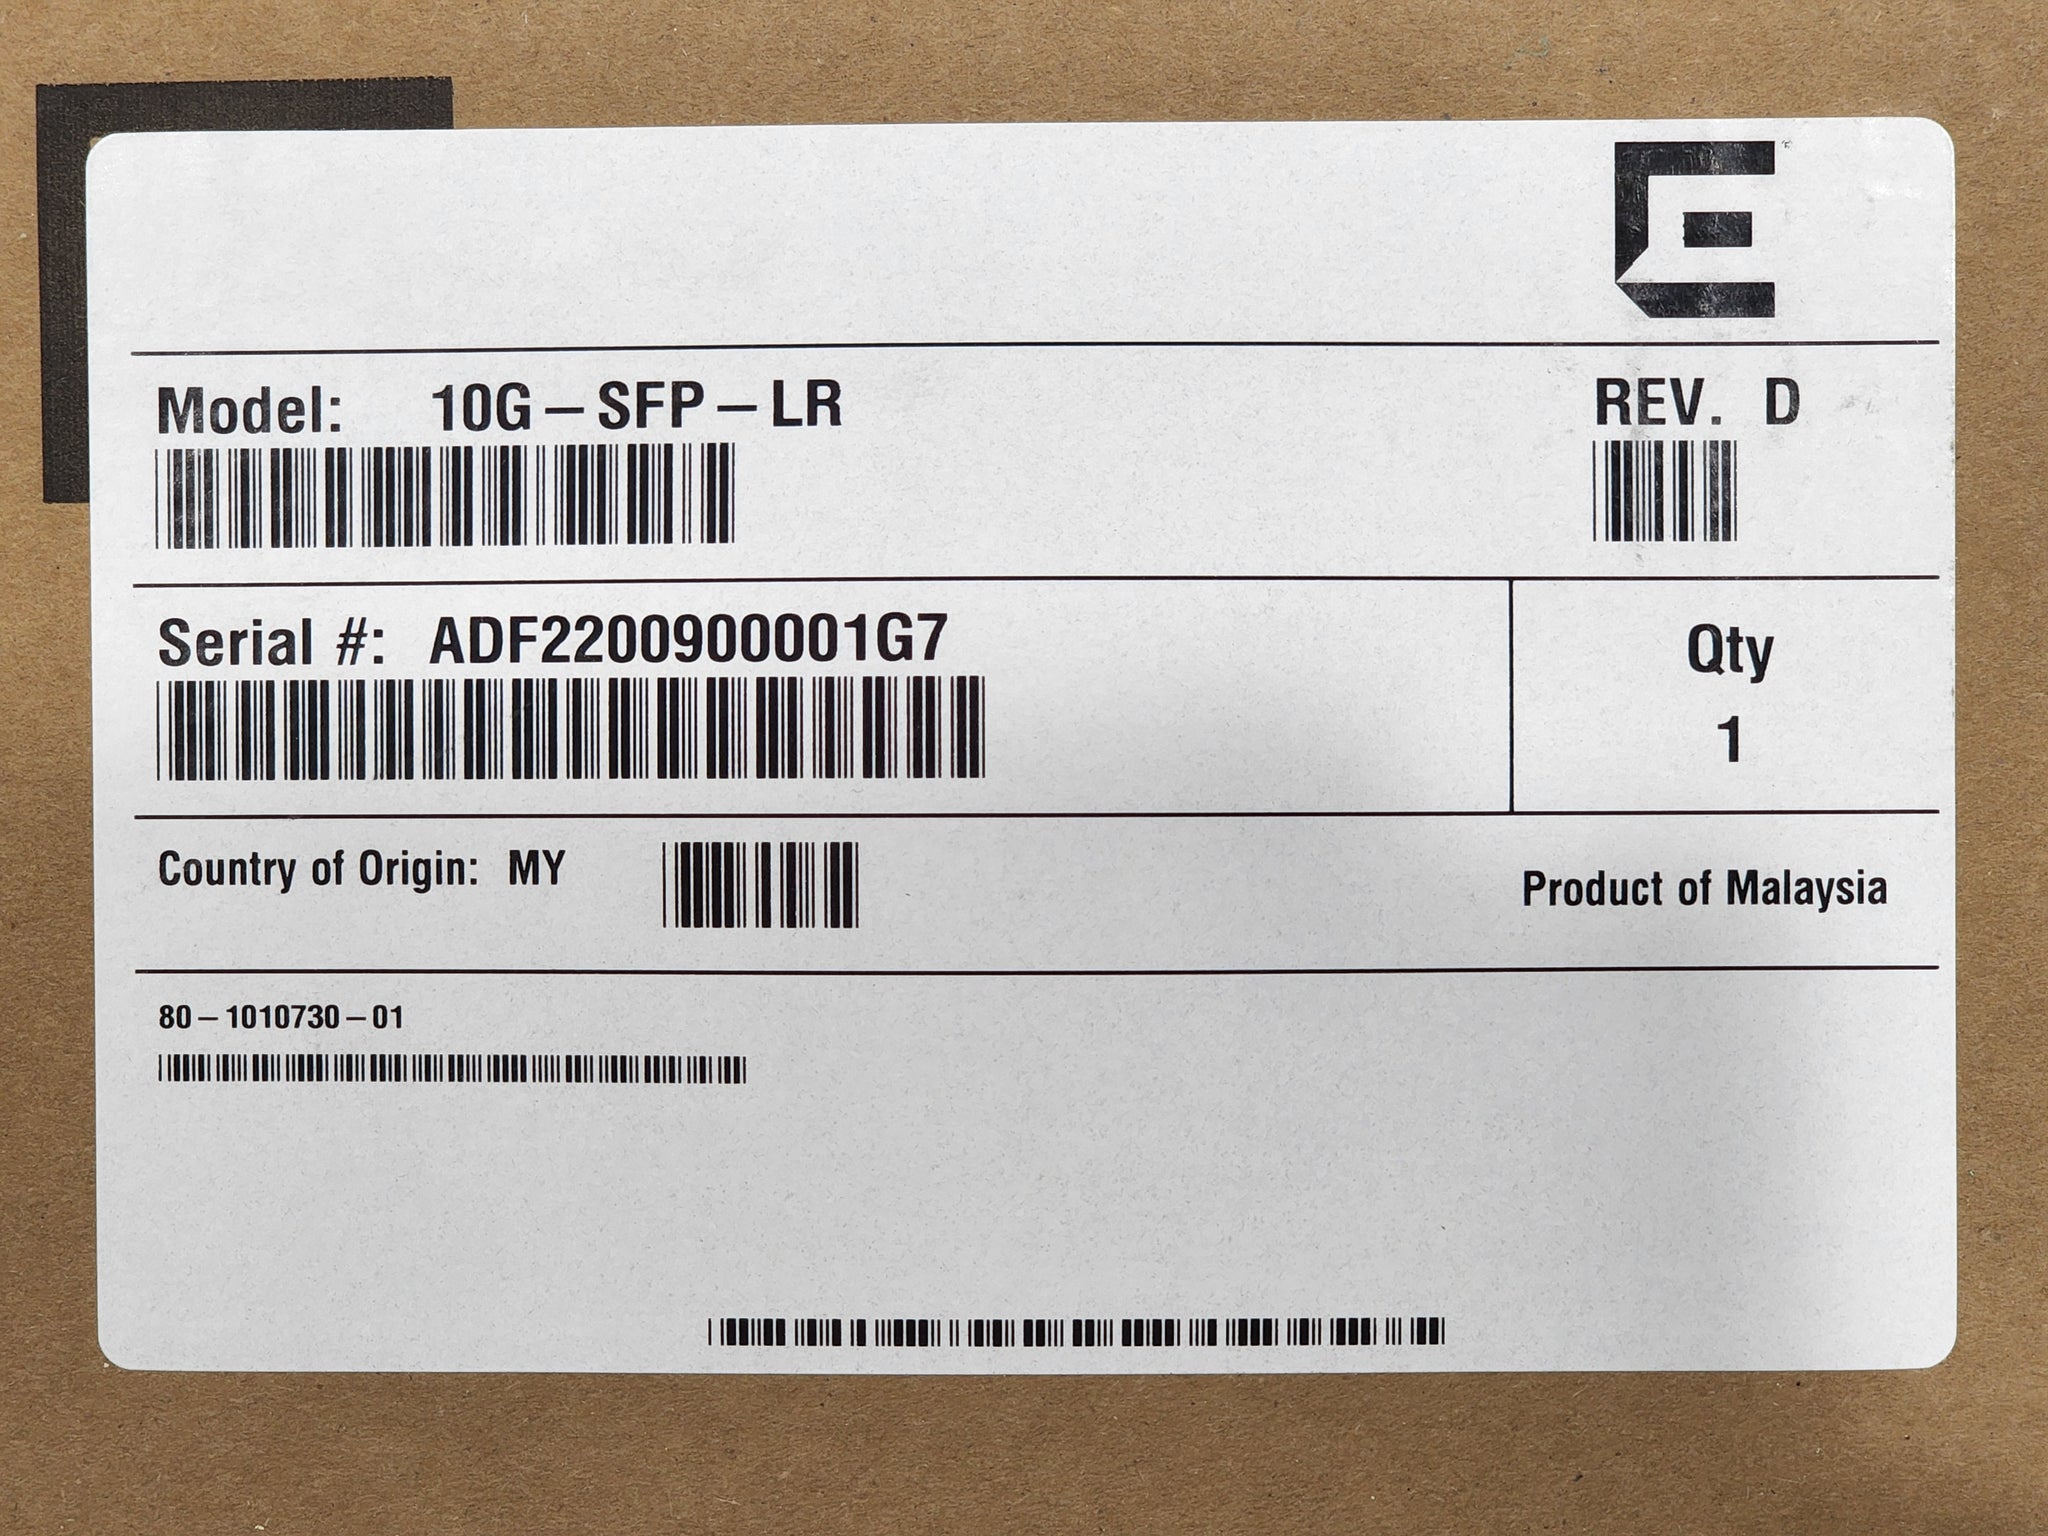 Model: 10G-SFP-LR
REV. D
Serial #: ADF2200900001G7
Qty
1
Country of Origin: MY
Product of Malaysia
80-1010730-01